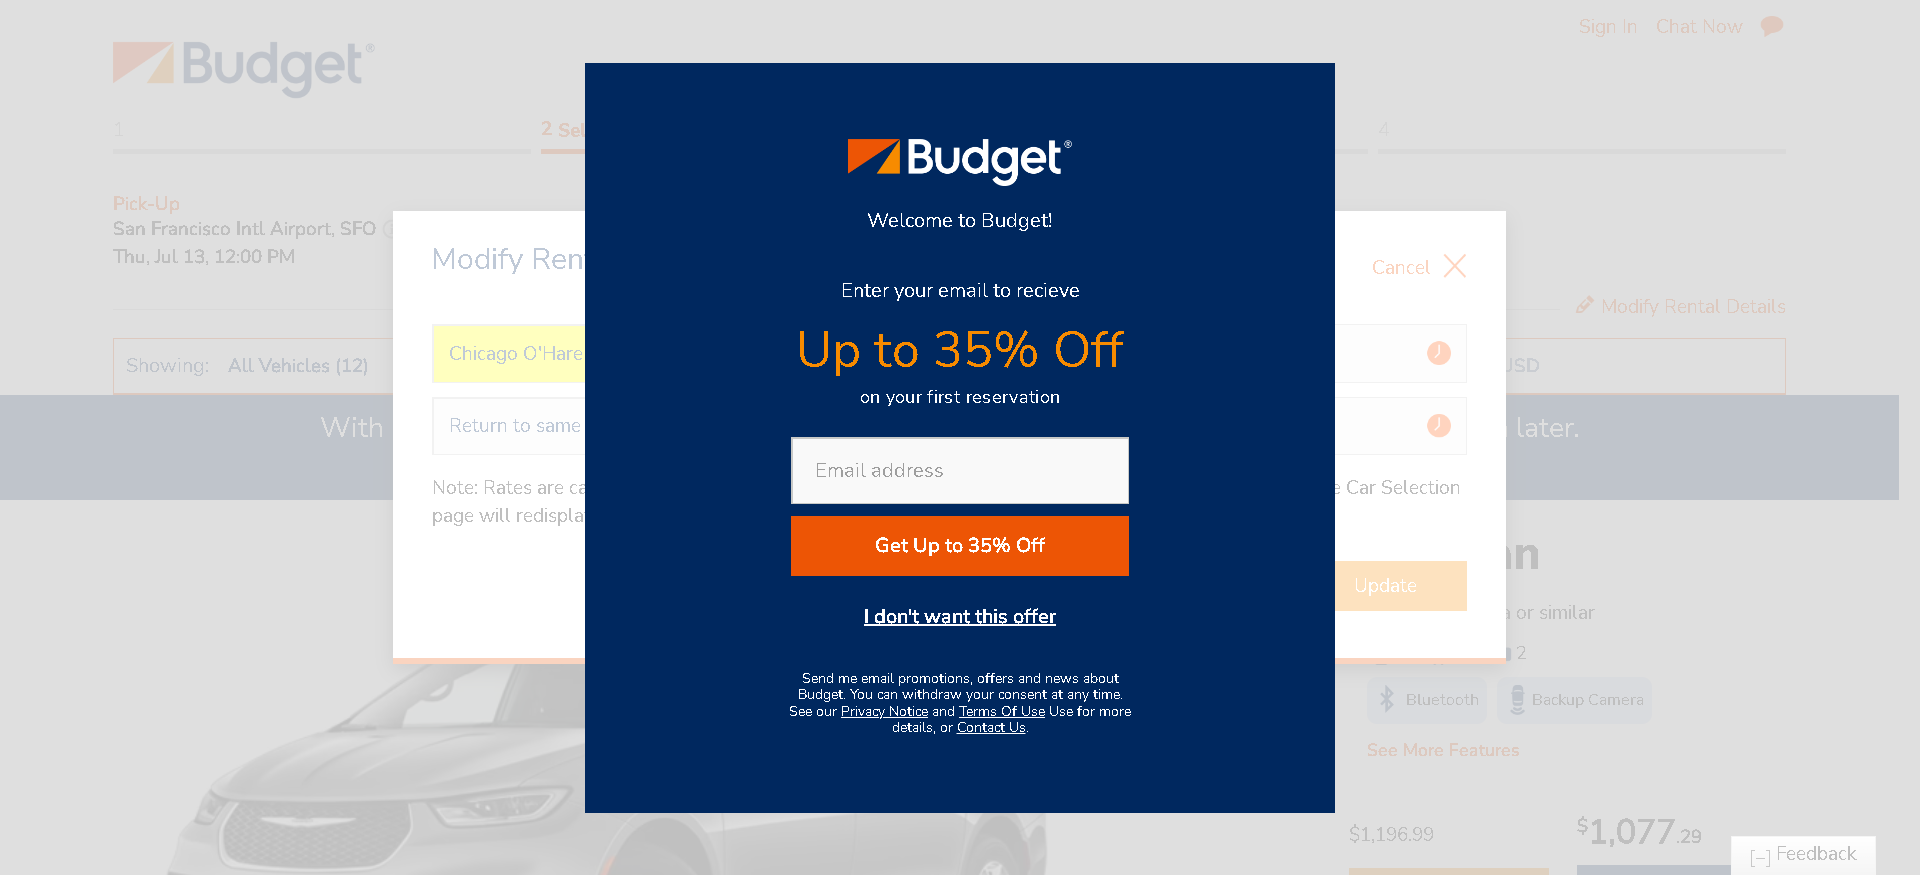 Sign In Chat Now
Budget®
1
2 Sel
4
Pick-Up
San Francisco Intl Airport, SFO
Thu, Jul 13, 12:00 PM
Modify Ren
Cancel
Modify Rental Details
Showing: All Vehicles (12)
USD
Chicago O'Hare
Return to same
With
later.
Note: Rates are ca
e Car Selection
page will redispla
Update
an
a or similar
2
Bluetooth
Backup Camera
See More Features
$1,196.99
$1,077.29
[–] Feedback
Budget®
Welcome to Budget!
Enter your email to recieve
Up to 35% Off
on your first reservation
Email address
Get Up to 35% Off
I don't want this offer
Send me email promotions, offers and news about
Budget. You can withdraw your consent at any time.
See our Privacy Notice and Terms Of Use Use for more
details, or Contact Us.